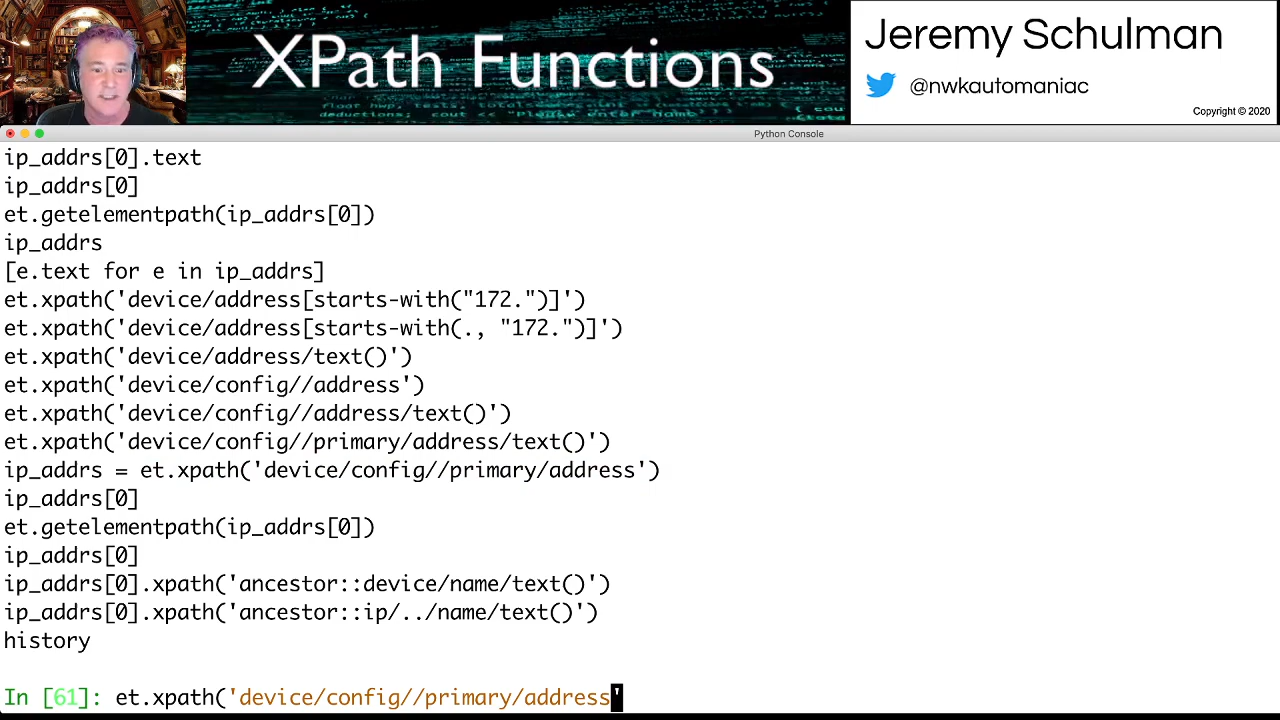 XPath Functions
Jeremy Schulman
@nwkautomaniac
Copyright © 2020
Python Console
ip_addrs[0].text
ip_addrs[0]
et.getelementpath(ip_addrs[0])
ip_addrs
[e.text for e in ip_addrs]
et.xpath('device/address[starts-with("172.")]')
et.xpath('device/address[starts-with(., "172.")]')
et.xpath('device/address/text()')
et.xpath('device/config//address')
et.xpath('device/config//address/text()')
et.xpath('device/config//primary/address/text()')
ip_addrs = et.xpath('device/config//primary/address')
ip_addrs[0]
et.getelementpath(ip_addrs[0])
ip_addrs[0]
ip_addrs[0].xpath('ancestor::device/name/text()')
ip_addrs[0].xpath('ancestor::ip/../name/text()')
history
In [61]: et.xpath('device/config//primary/address'